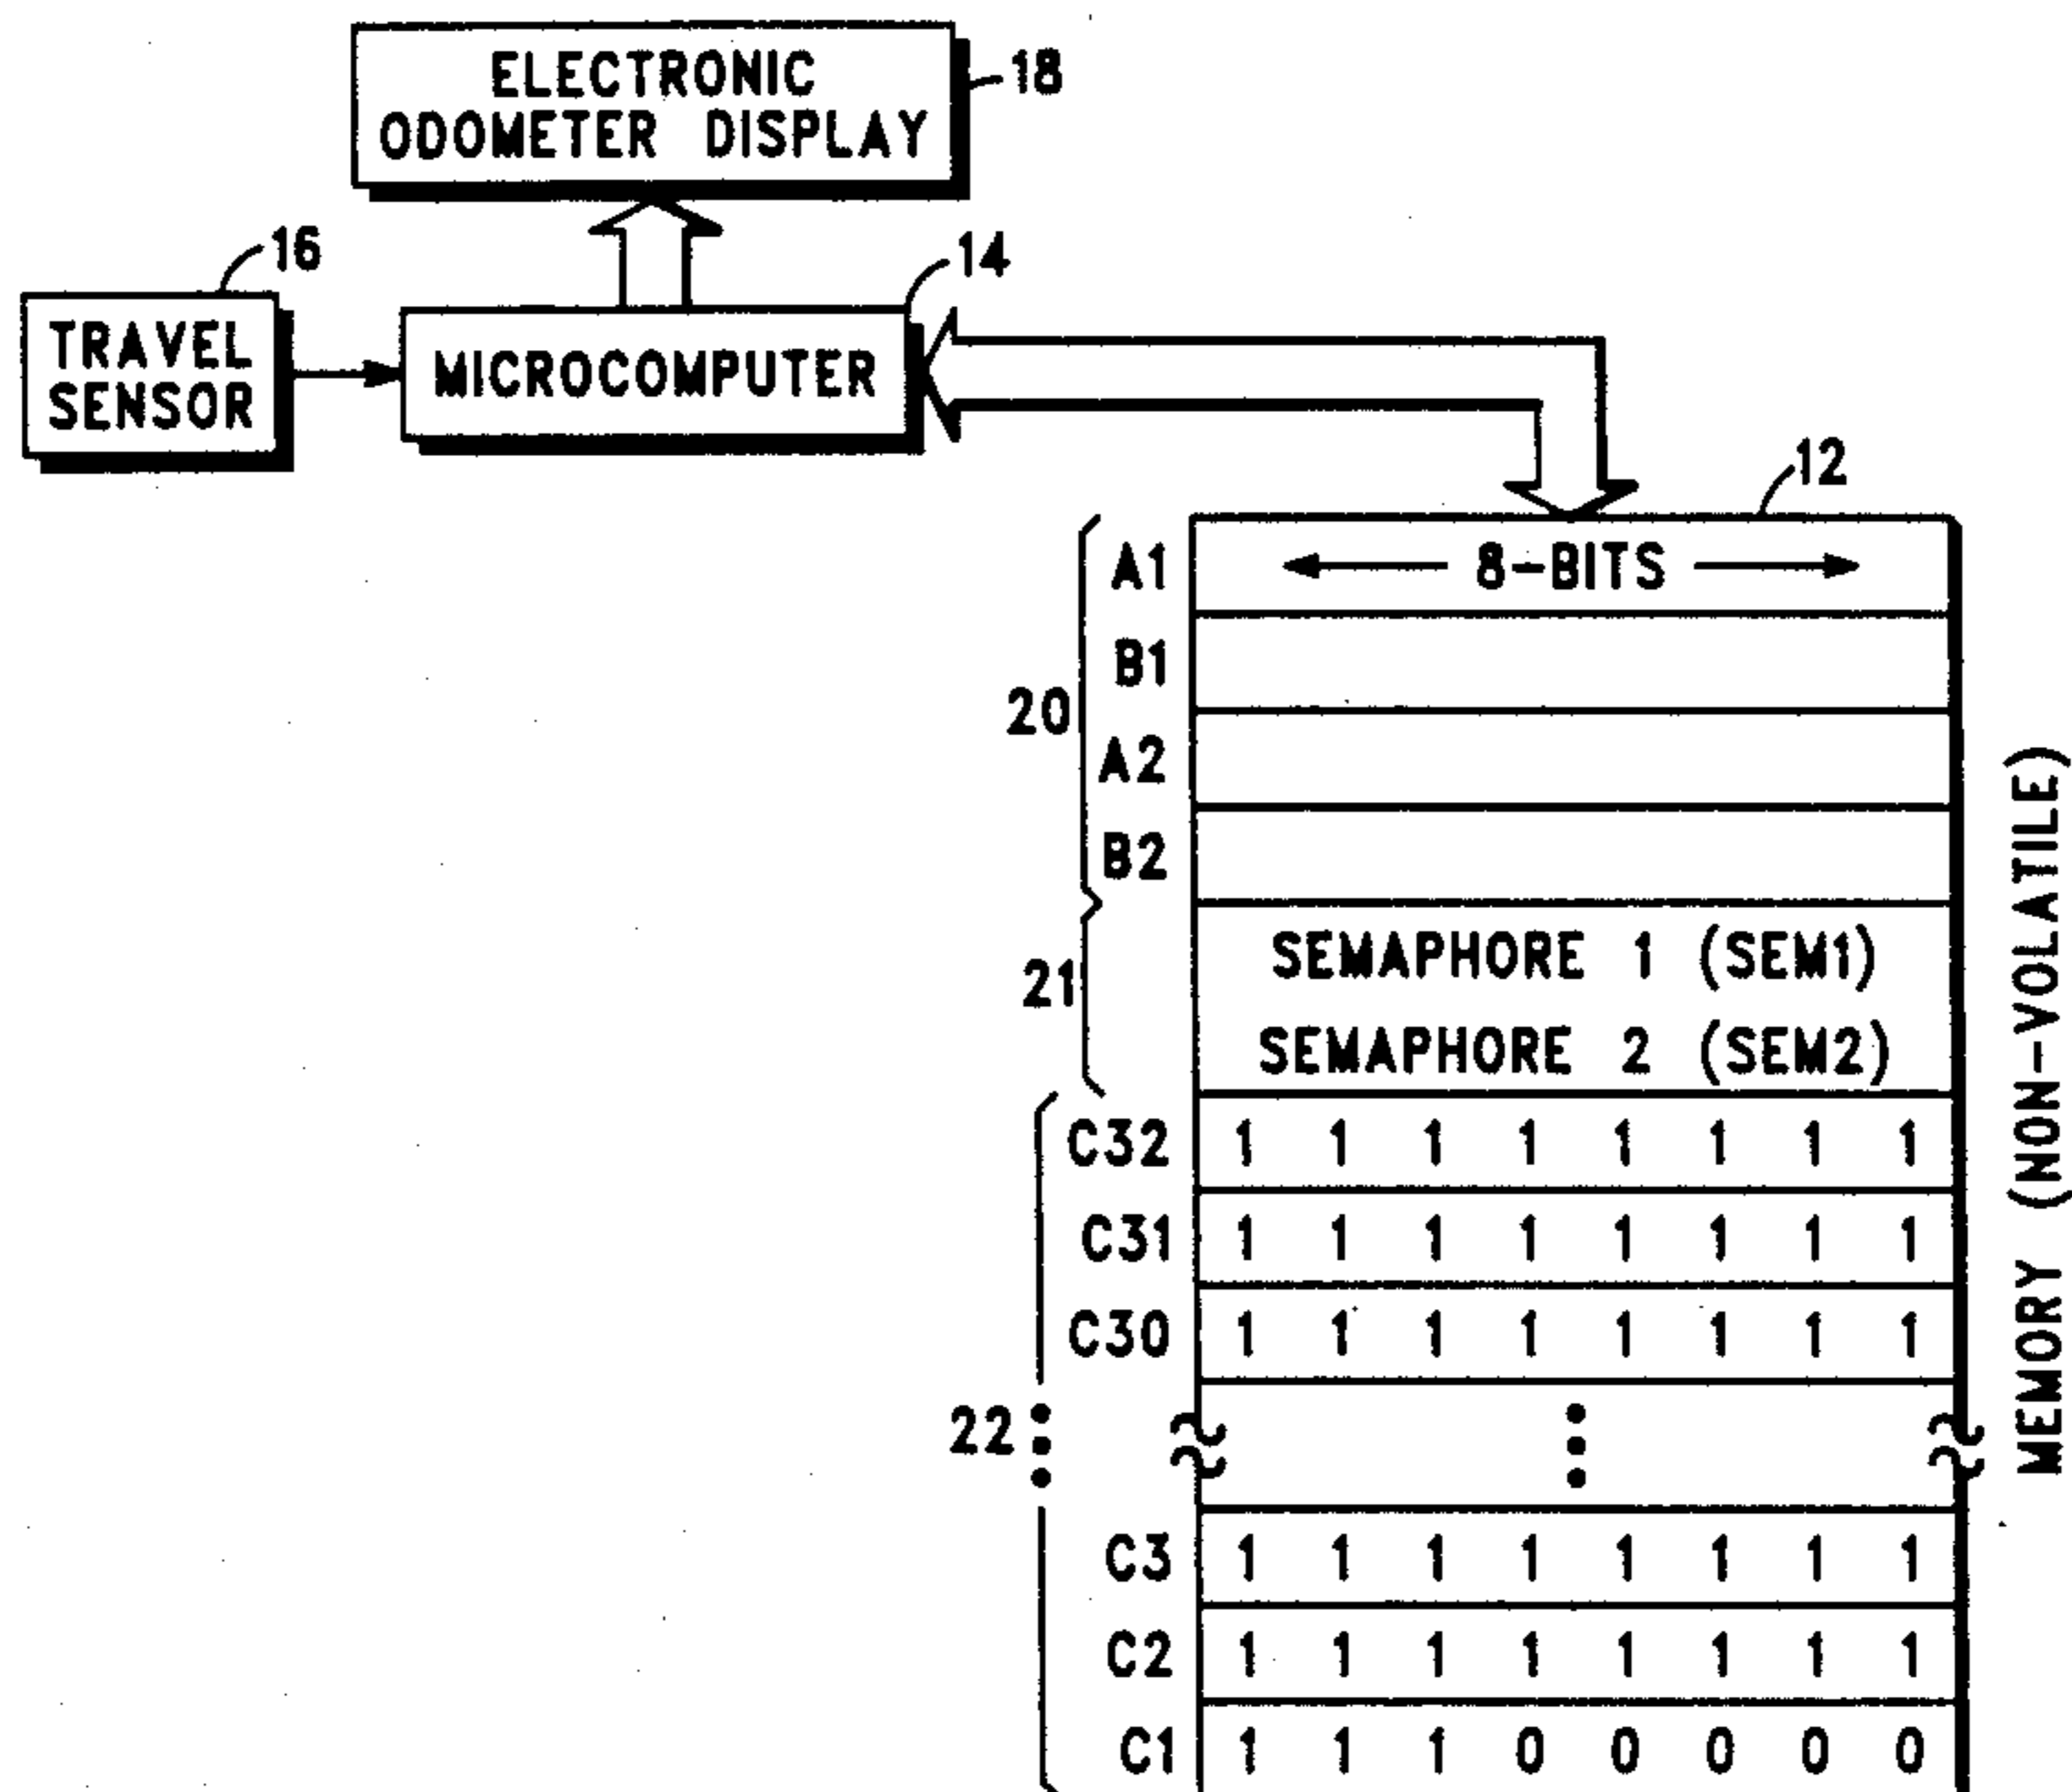 ELECTRONIC
ODOMETER DISPLAY
18
16
14
TRAVEL
SENSOR
MICROCOMPUTER
12
A1
8-BITS
B1
20
A2
B2
21
SEMAPHORE 1 (SEM1)
SEMAPHORE 2 (SEM2)
MEMORY (NON-VOLATILE)
C32 1 1 1 1 1 1 1 1
C31 1 1 1 1 1 1 1 1
C30 1 1 1 1 1 1 1 1
22
C3 1 1 1 1 1 1 1 1
C2 1 1 1 1 1 1 1 1
C1 1 1 1 0 0 0 0 0